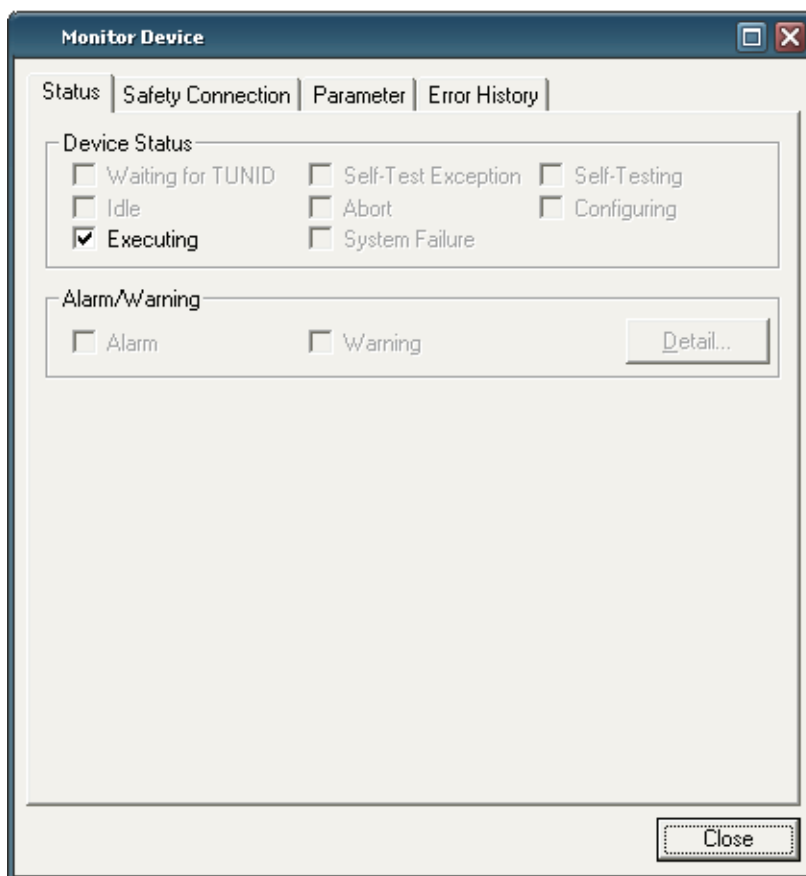 Monitor Device
Status Safety Connection Parameter Error History
Device Status
Waiting for TUNID Self-Test Exception Self-Testing
Idle Abort Configuring
Executing System Failure
Alarm/Warning
Alarm Warning Detail...
Close